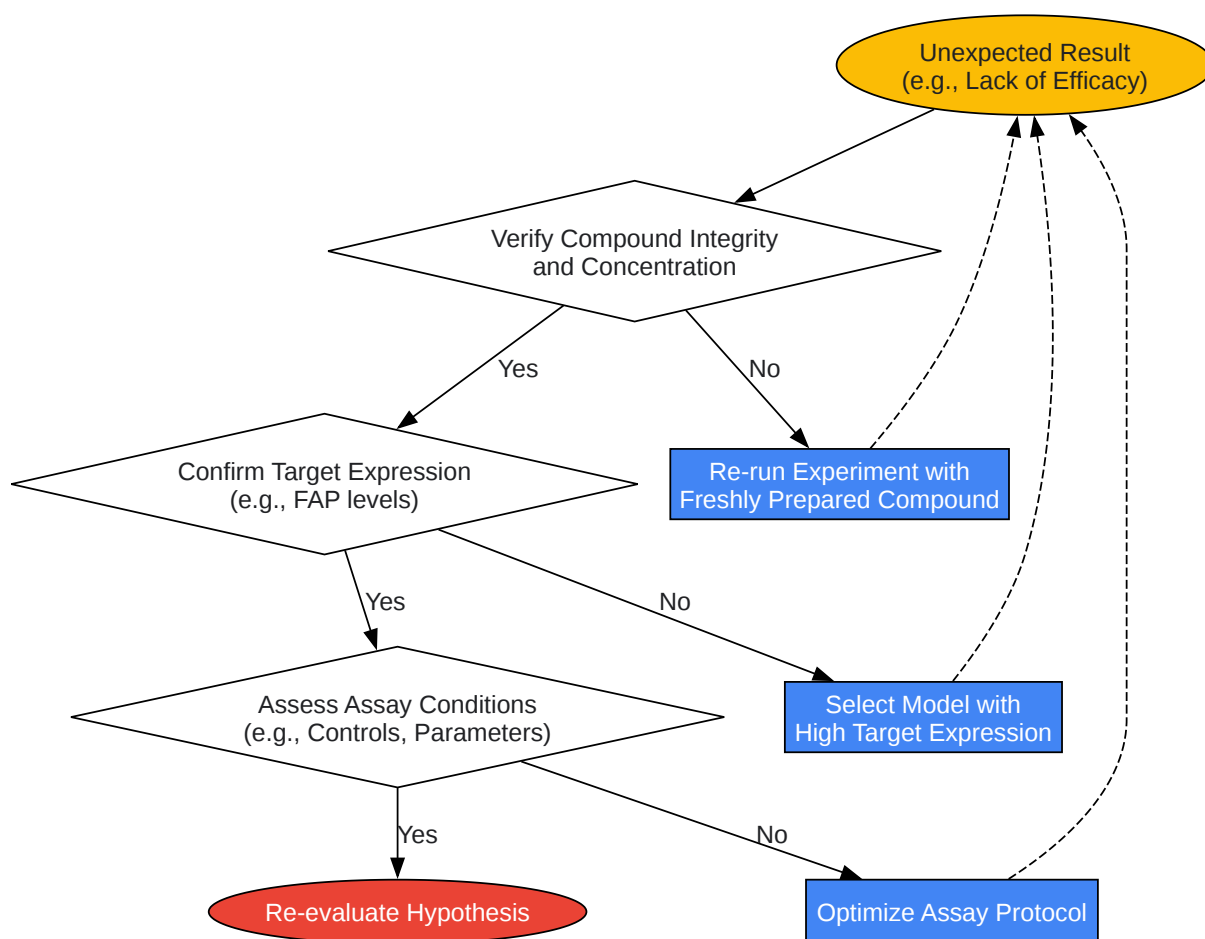 Unexpected Result
(e.g., Lack of Efficacy)
Verify Compound Integrity
and Concentration
Yes
No
Confirm Target Expression
(e.g., FAP levels)
Re-run Experiment with
Freshly Prepared Compound
Yes
No
Assess Assay Conditions
(e.g., Controls, Parameters)
Select Model with
High Target Expression
Yes
No
Re-evaluate Hypothesis
Optimize Assay Protocol